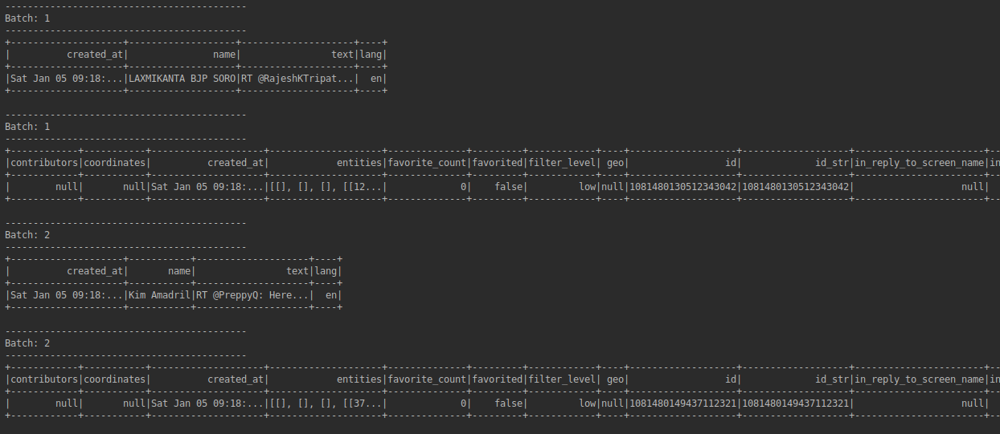 -------------------------------------------
Batch: 1
-------------------------------------------
+--------------------+-------------------+--------------------+----+
|          created_at|               name|                text|lang|
+--------------------+-------------------+--------------------+----+
|Sat Jan 05 09:18:...|LAXMIKANTA BJP SORO|RT @RajeshKTripat...|  en|
+--------------------+-------------------+--------------------+----+

-------------------------------------------
Batch: 1
-------------------------------------------
+------------+-----------+--------------------+--------------------+--------------+---------+-------------+----+-------------------+-------------------+-----------------------+--
|contributors|coordinates|          created_at|            entities|favorite_count|favorited|filter_level| geo|                 id|             id_str|in_reply_to_screen_name|in
+------------+-----------+--------------------+--------------------+--------------+---------+------------+----+-------------------+-------------------+-----------------------+--
|        null|       null|Sat Jan 05 09:18:...|[[], [], [], [[12...|             0|    false|         low|null|1081480130512343042|1081480130512343042|                   null|
+------------+-----------+--------------------+--------------------+--------------+---------+------------+----+-------------------+-------------------+-----------------------+--

-------------------------------------------
Batch: 2
-------------------------------------------
+--------------------+-----------+--------------------+----+
|          created_at|       name|                text|lang|
+--------------------+-----------+--------------------+----+
|Sat Jan 05 09:18:...|Kim Amadril|RT @PreppyQ: Here...|  en|
+--------------------+-----------+--------------------+----+

-------------------------------------------
Batch: 2
-------------------------------------------
+------------+-----------+--------------------+--------------------+--------------+---------+------------+----+-------------------+-------------------+-----------------------+--
|contributors|coordinates|          created_at|            entities|favorite_count|favorited|filter_level| geo|                 id|             id_str|in_reply_to_screen_name|in
+------------+-----------+--------------------+--------------------+--------------+---------+------------+----+-------------------+-------------------+-----------------------+--
|        null|       null|Sat Jan 05 09:18:...|[[], [], [], [[37...|             0|    false|         low|null|1081480149437112321|1081480149437112321|                   null|
+------------+-----------+--------------------+--------------------+--------------+---------+------------+----+-------------------+-------------------+-----------------------+--